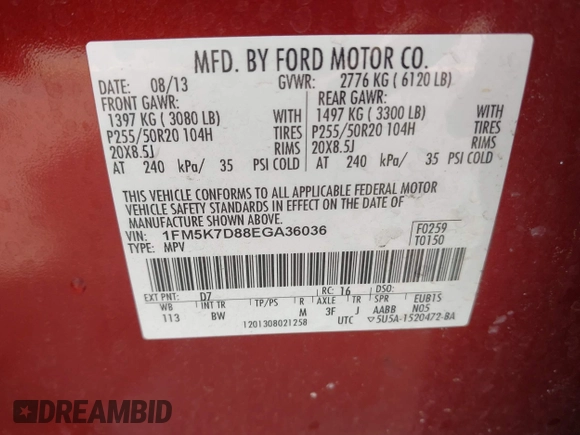 MFD. BY FORD MOTOR CO.
DATE: 08/13 GVWR: 2776 KG ( 6120 LB)
FRONT GAWR: REAR GAWR:
1397 KG ( 3080 LB) WITH 1497 KG ( 3300 LB) WITH
P255/50R20 104H TIRES P255/50R20 104H TIRES
20X8.5J RIMS 20X8.5J RIMS
AT 240 kPa/ 35 PSI COLD AT 240 kPa/ 35 PSI COLD
THIS VEHICLE CONFORMS TO ALL APPLICABLE FEDERAL MOTOR
VEHICLE SAFETY STANDARDS IN EFFECT ON THE DATE OF
MANUFACTURE SHOWN ABOVE.
VIN: 1FM5K7D88EGA36036 F0259
TYPE: MPV T0150
EXT PNT: D7 RC: 16 DSO:
WB INT TR TP/PS R AXLE TR SPR EUB1S
113 BW M 3F J AABB N05
1201308021258 UTC ▽5U5A-1520472-BA
DREAMBID